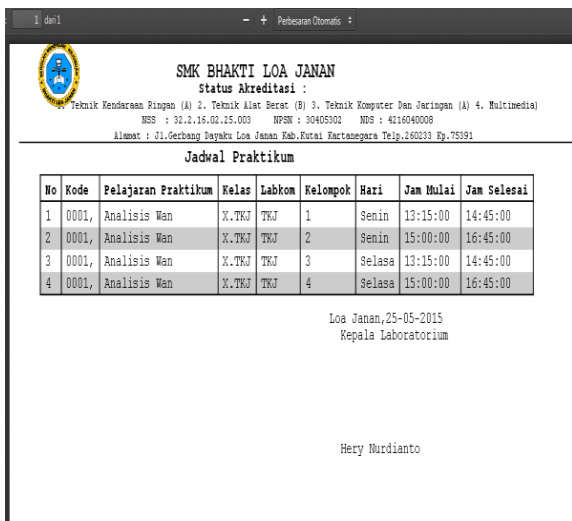 1 dari 1 − + Perbesaran Otomatis
SMK BHAKTI LOA JANAN
Status Akreditasi :
Teknik Kendaraan Ringan (A) 2. Teknik Alat Berat (B) 3. Teknik Komputer Dan Jaringan (A) 4. Multimedia)
NSS : 32.2.16.02.25.003 NPSN : 30405302 NDS : 4216040008
Alamat : Jl.Gerbang Dayaku Loa Janan Kab.Kutai Kartanegara Telp.260233 Kp.75391
Jadwal Praktikum
No Kode Pelajaran Praktikum Kelas Labkom Kelompok Hari Jam Mulai Jam Selesai
1 0001, Analisis Wan X.TKJ TKJ 1 Senin 13:15:00 14:45:00
2 0001, Analisis Wan X.TKJ TKJ 2 Senin 15:00:00 16:45:00
3 0001, Analisis Wan X.TKJ TKJ 3 Selasa 13:15:00 14:45:00
4 0001, Analisis Wan X.TKJ TKJ 4 Selasa 15:00:00 16:45:00
Loa Janan,25-05-2015
Kepala Laboratorium
Hery Nurdianto